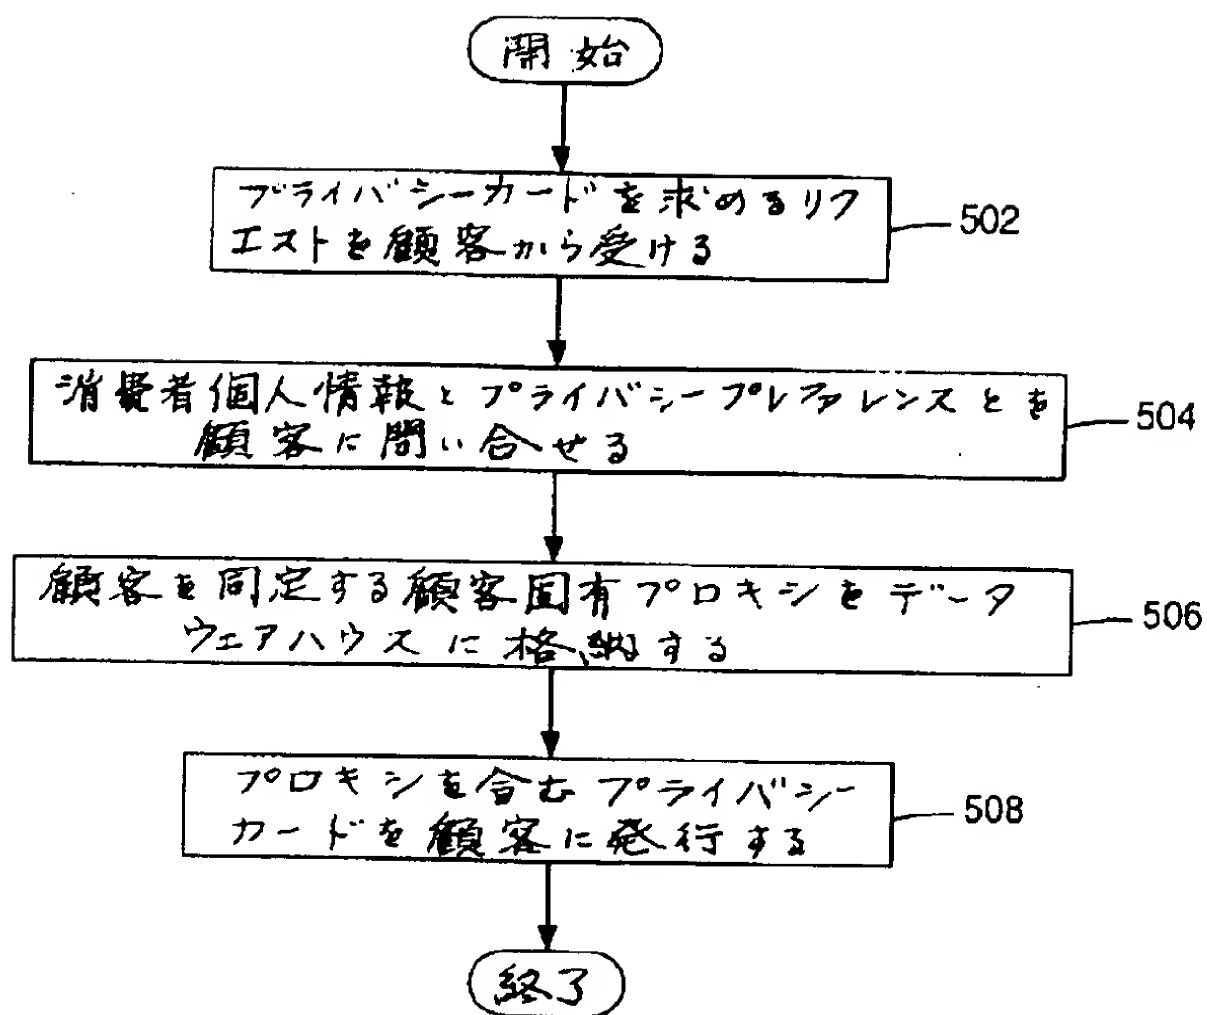 開始
プライバシーカードを求めるリク
エストを顧客から受ける
502
消費者個人情報とプライバシープレファレンスとを
顧客に問い合せる
504
顧客を同定する顧客固有プロキシをデータ
ウェアハウスに格納する
506
プロキシを含むプライバシー
カードを顧客に発行する
508
終了